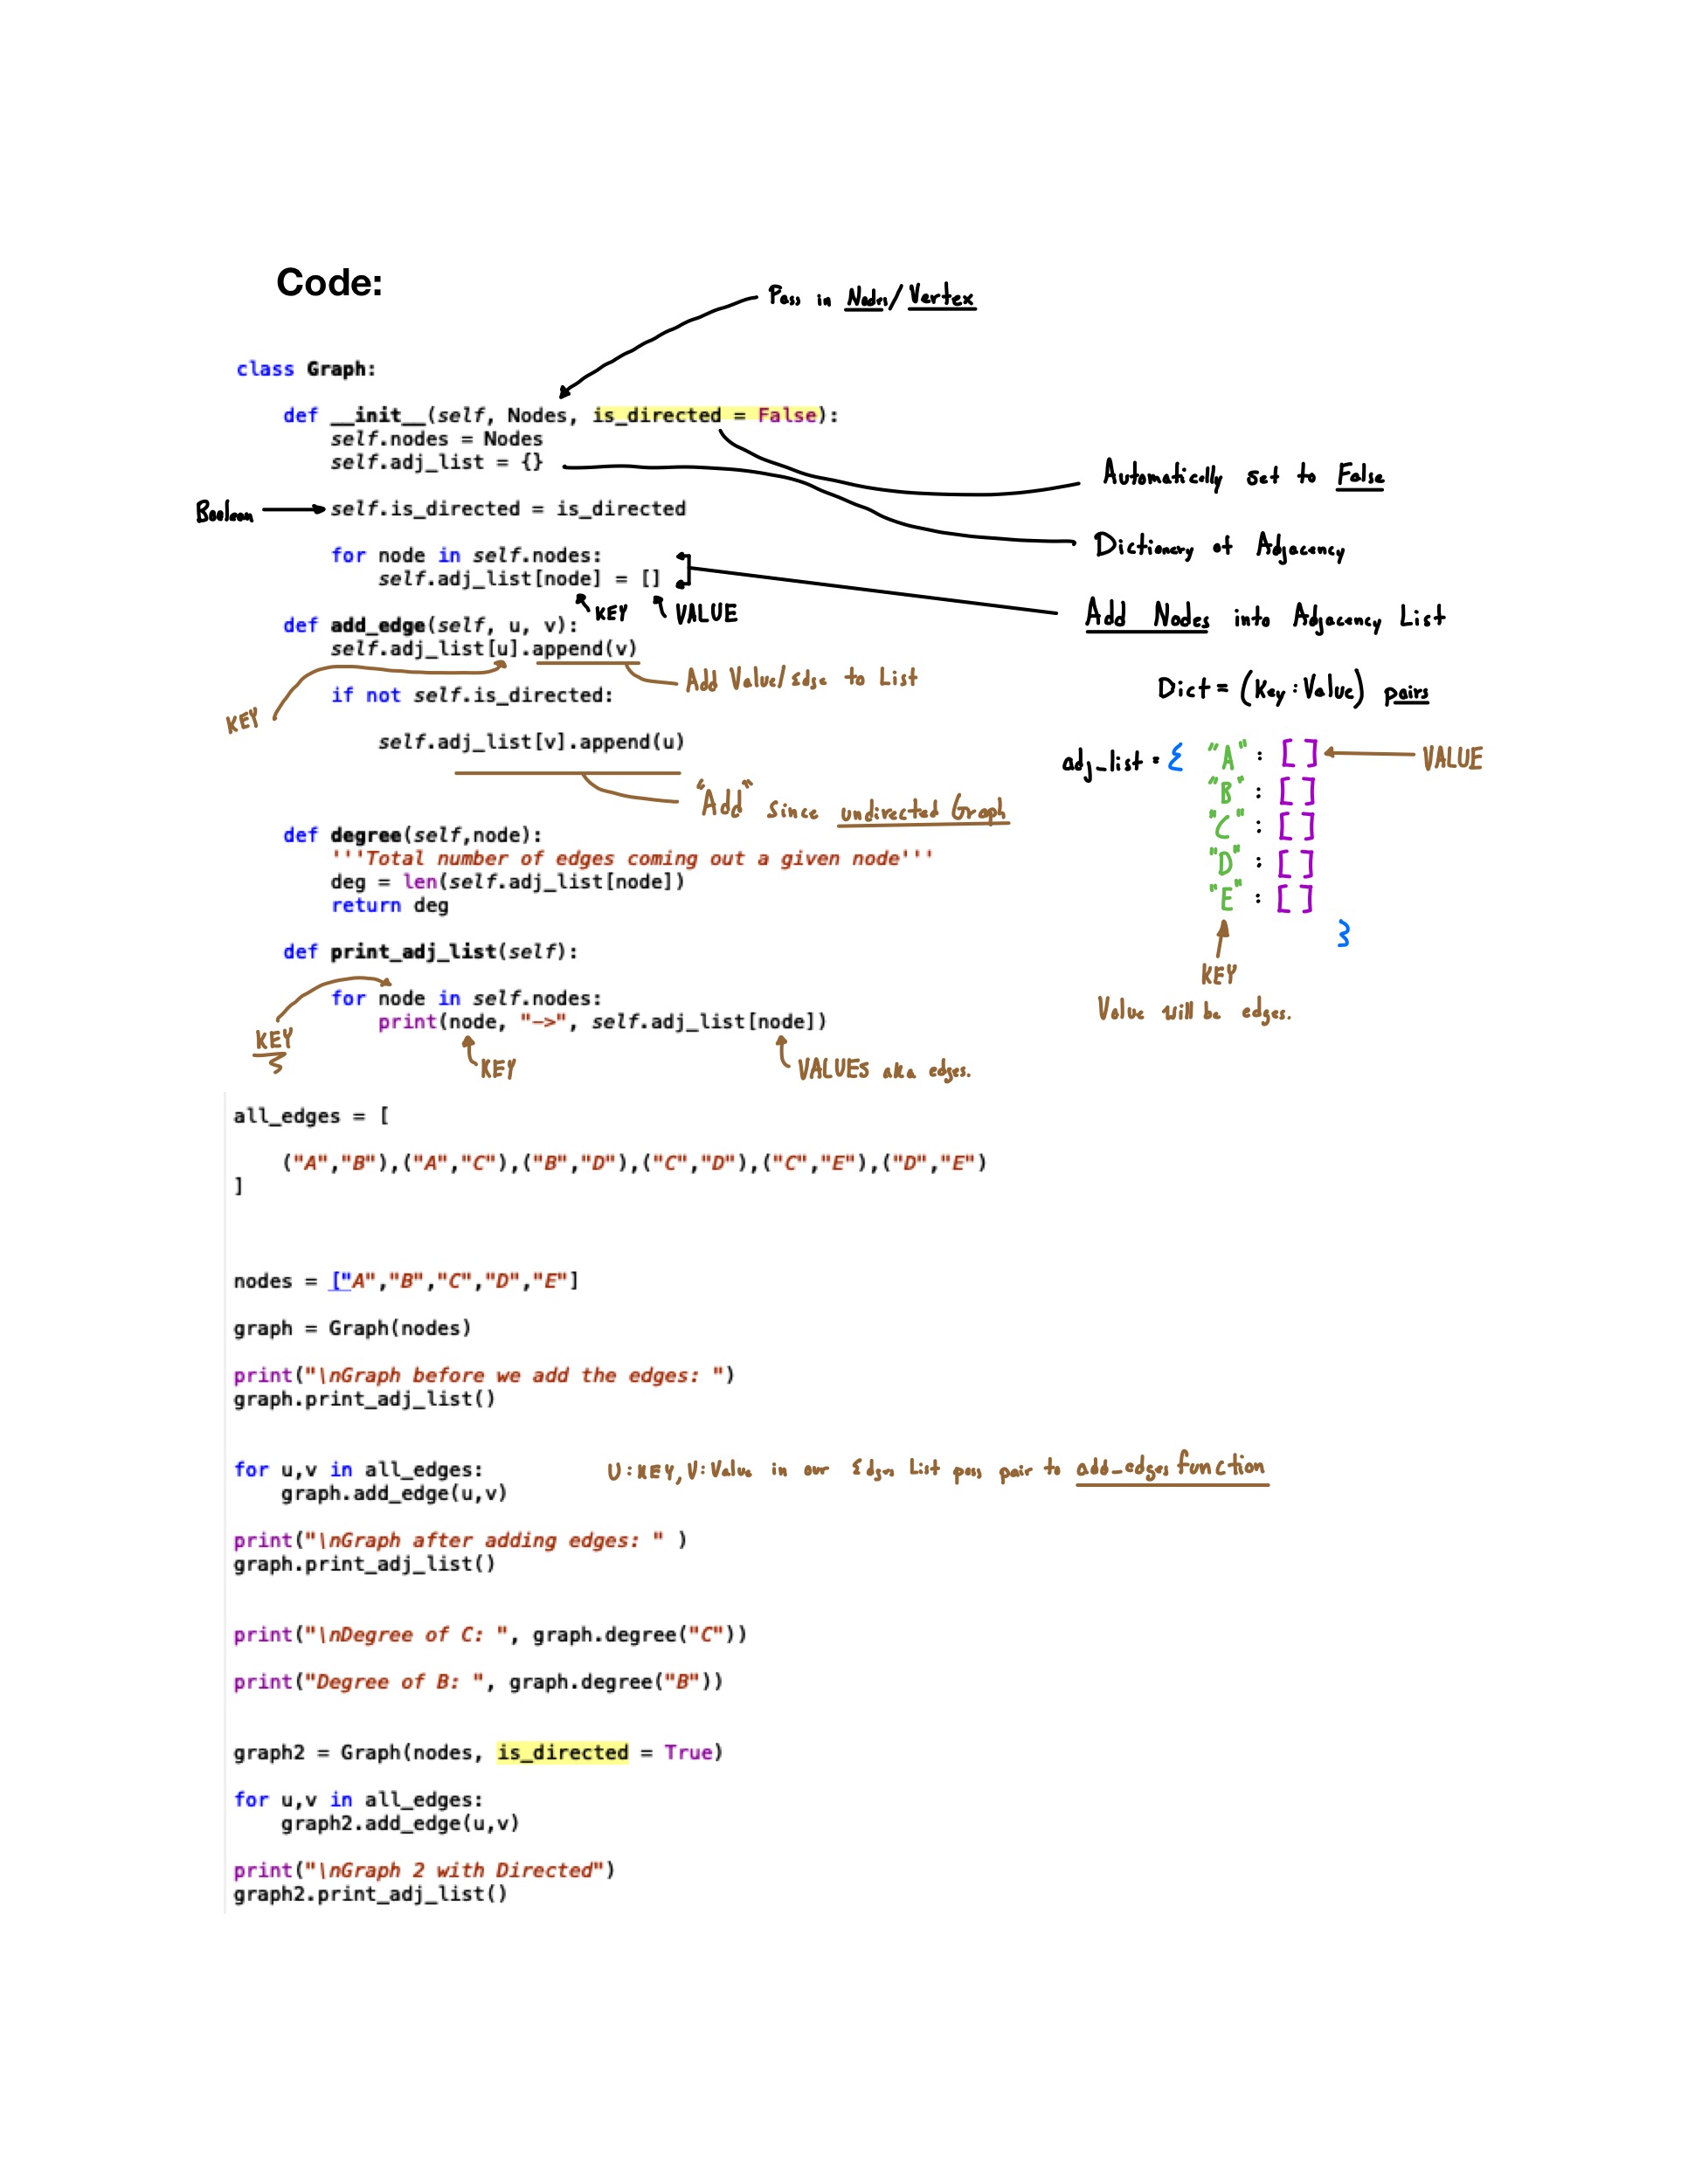 Code:
Pass in Nodes/Vertex
class Graph:
def __init__(self, Nodes, is_directed = False):
self.nodes = Nodes
self.adj_list = {}
Automatically set to False
Boolean
self.is_directed = is_directed
Dictionary of Adjacency
for node in self.nodes:
self.adj_list[node] = []
KEY VALUE
Add Nodes into Adjacency List
def add_edge(self, u, v):
self.adj_list[u].append(v)
Add Value/Edge to List
KEY
Dict = (Key:Value) pairs
if not self.is_directed:
self.adj_list[v].append(u)
"Add" since undirected Graph
adj_list = { "A" : [] VALUE
"B" : []
"C" : []
"D" : []
"E" : []
}
KEY
Value will be edges.
def degree(self,node):
'''Total number of edges coming out a given node'''
deg = len(self.adj_list[node])
return deg
def print_adj_list(self):
for node in self.nodes:
print(node, "->", self.adj_list[node])
KEY
KEY
VALUES aka edges.
all_edges = [
("A","B"),("A","C"),("B","D"),("C","D"),("C","E"),("D","E")
]
nodes = ["A","B","C","D","E"]
graph = Graph(nodes)
print("\nGraph before we add the edges: ")
graph.print_adj_list()
for u,v in all_edges:
U:KEY, V:Value in our Edges List pass pair to add_edges function
graph.add_edge(u,v)
print("\nGraph after adding edges: " )
graph.print_adj_list()
print("\nDegree of C: ", graph.degree("C"))
print("Degree of B: ", graph.degree("B"))
graph2 = Graph(nodes, is_directed = True)
for u,v in all_edges:
graph2.add_edge(u,v)
print("\nGraph 2 with Directed")
graph2.print_adj_list()